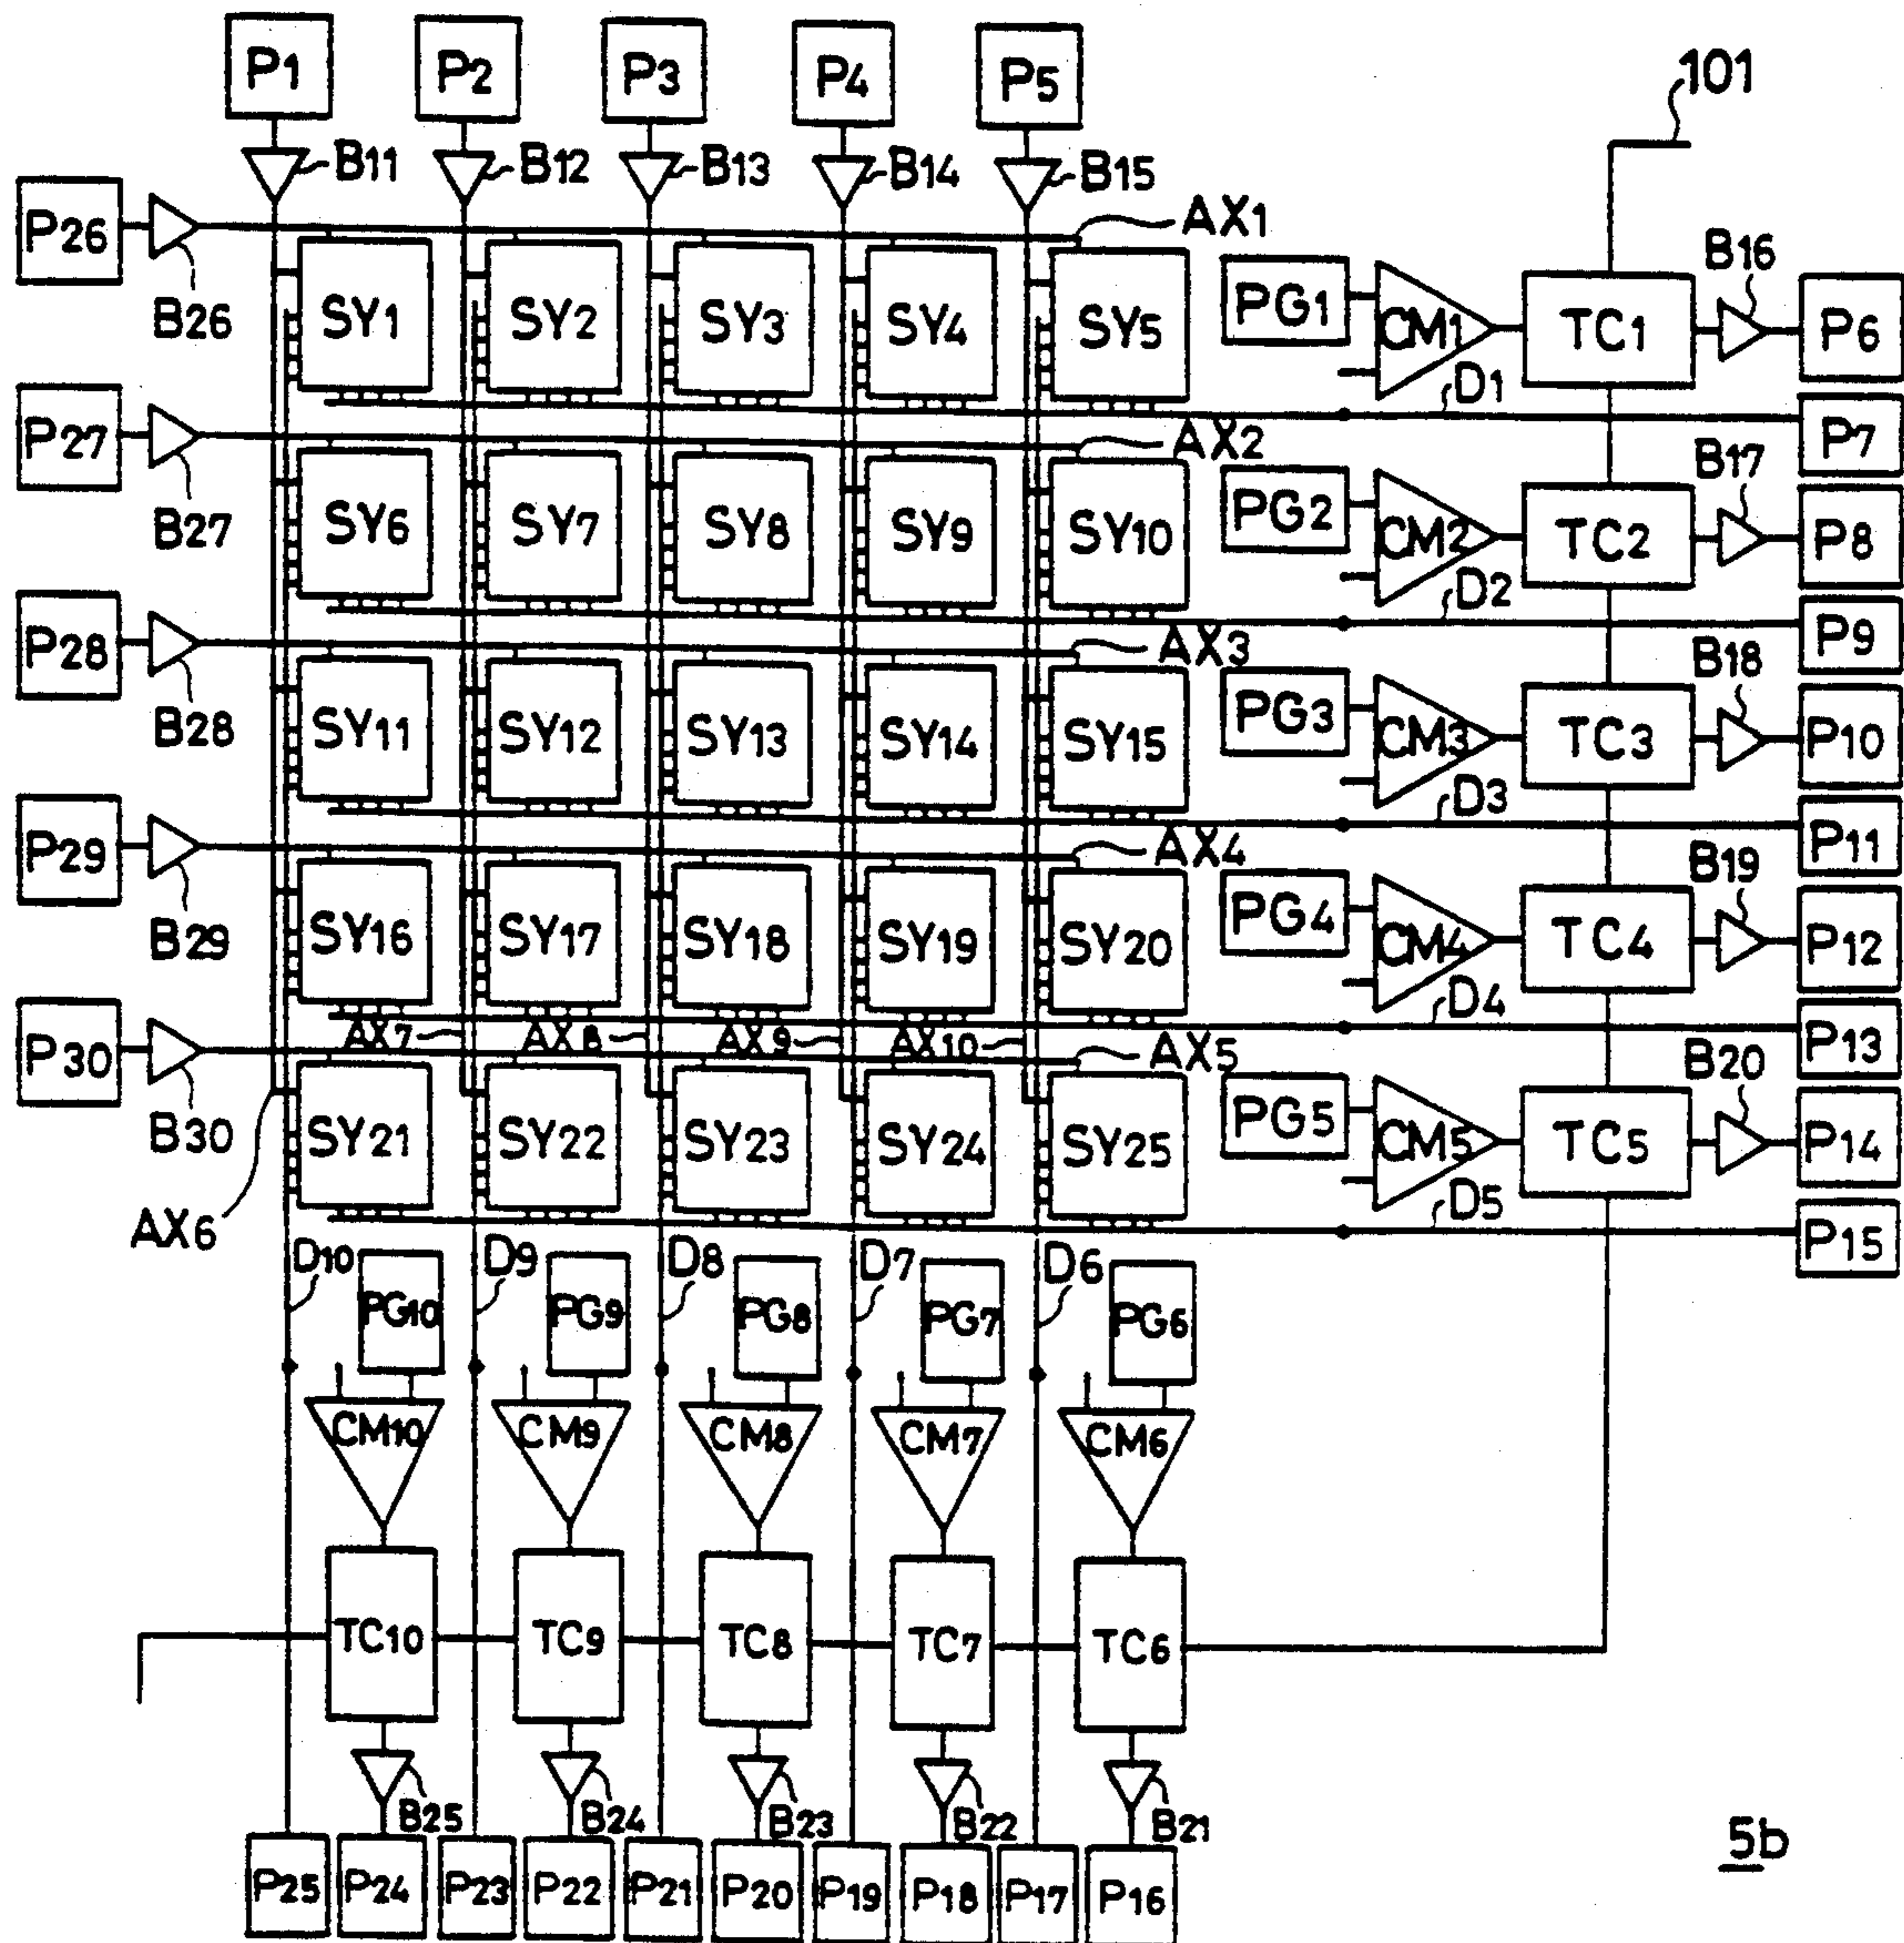 P1 P2 P3 P4 P5
101
B11 B12 B13 B14 B15
P26 AX1
B16
B26 SY1 SY2 SY3 SY4 SY5 PG1 CM1 TC1 P6
D1
P27 AX2 P7
B17
B27 SY6 SY7 SY8 SY9 SY10 PG2 CM2 TC2 P8
D2
P28 AX3 P9
B18
B28 SY11 SY12 SY13 SY14 SY15 PG3 CM3 TC3 P10
D3
P29 AX4 P11
B19
B29 SY16 SY17 SY18 SY19 SY20 PG4 CM4 TC4 P12
D4
P30 AX7 AX8 AX9 AX10 AX5 P13
B20
B30 SY21 SY22 SY23 SY24 SY25 PG5 CM5 TC5 P14
D5
AX6 P15
D10 D9 D8 D7 D6
PG10 PG9 PG8 PG7 PG6
CM10 CM9 CM8 CM7 CM6
TC10 TC9 TC8 TC7 TC6
B25 B24 B23 B22 B21
5b
P25 P24 P23 P22 P21 P20 P19 P18 P17 P16